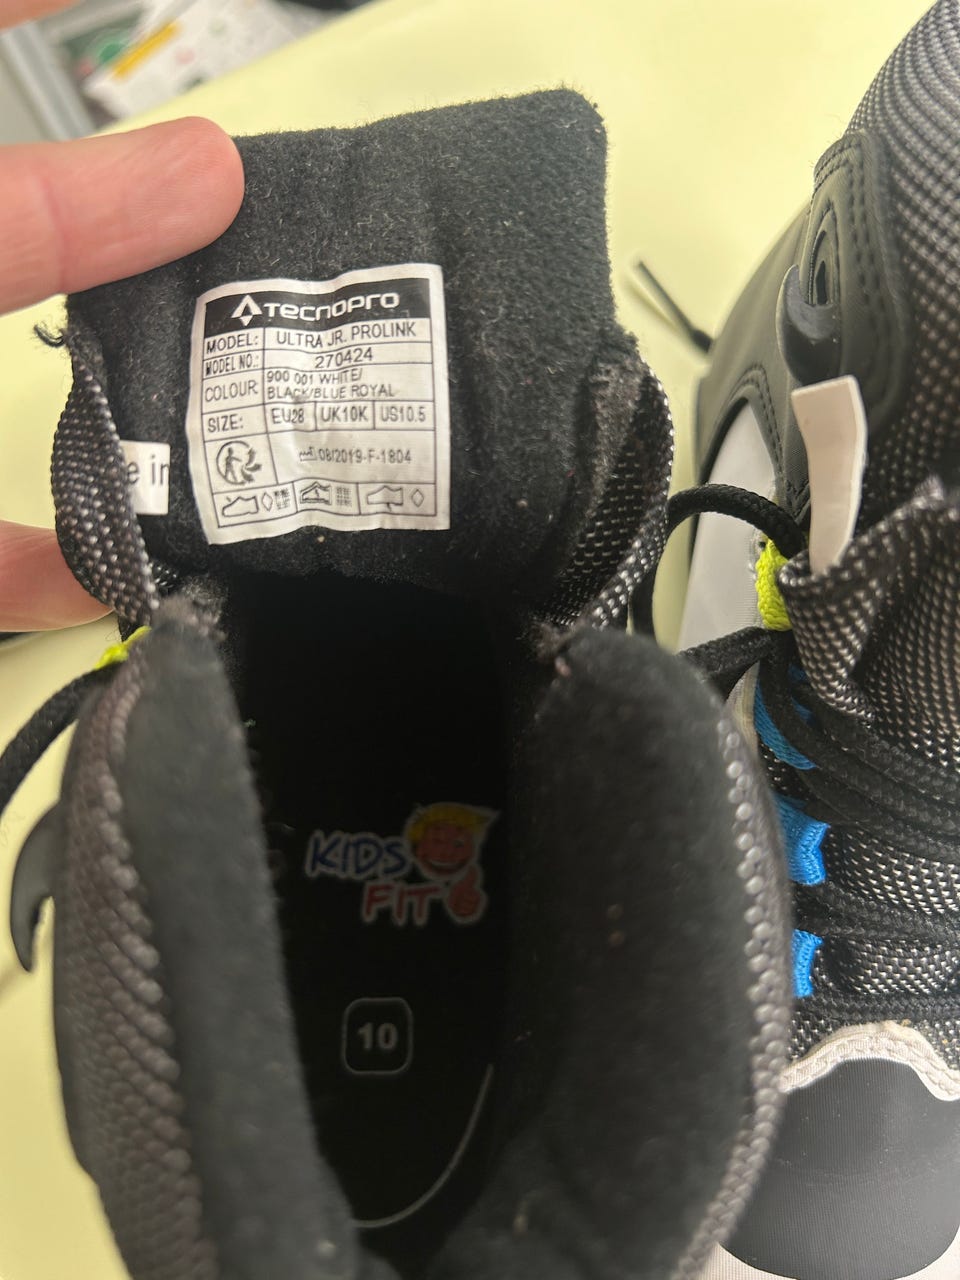 TECNOPRO
MODEL: ULTRA JR. PROLINK
MODEL NO.: 270424
COLOUR 900 001 WHITE/
BLACK/BLUE ROYAL
SIZE: EU28 UK10K US10.5
08/2019-F-1804
e in
KIDS
FIT
10